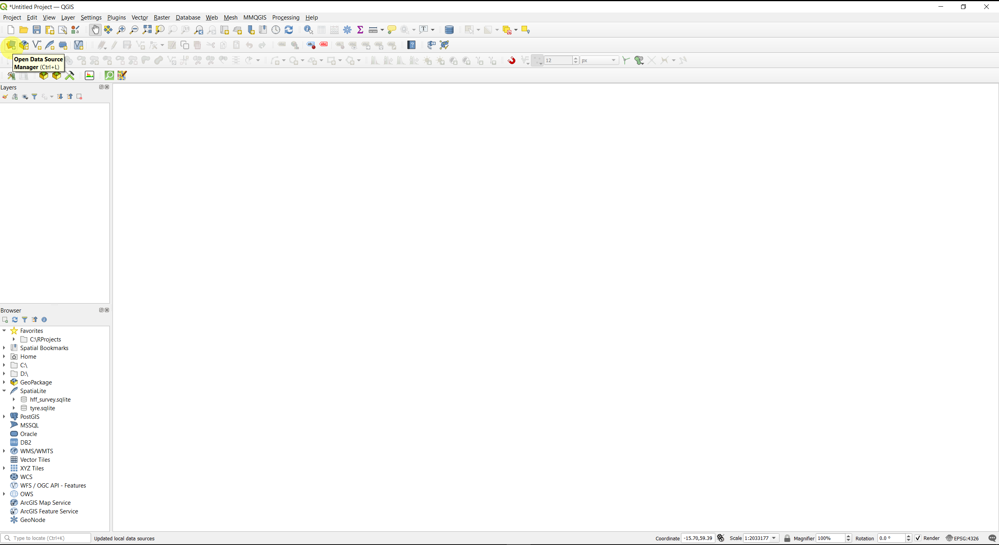 *Untitled Project — QGIS
Project Edit View Layer Settings Plugins Vector Raster Database Web Mesh MMQGIS Processing Help
Open Data Source
Manager (Ctrl+L)
12 px
Layers
Browser
Favorites
C:\RProjects
Spatial Bookmarks
Home
C:\
D:\
GeoPackage
SpatiaLite
hff_survey.sqlite
tyre.sqlite
PostGIS
MSSQL
Oracle
DB2
WMS/WMTS
Vector Tiles
XYZ Tiles
WCS
WFS / OGC API - Features
OWS
ArcGIS Map Service
ArcGIS Feature Service
GeoNode
Type to locate (Ctrl+K) Updated local data sources Coordinate -15.70,59.39 Scale 1:2033177 Magnifier 100% Rotation 0.0 ° Render EPSG:4326